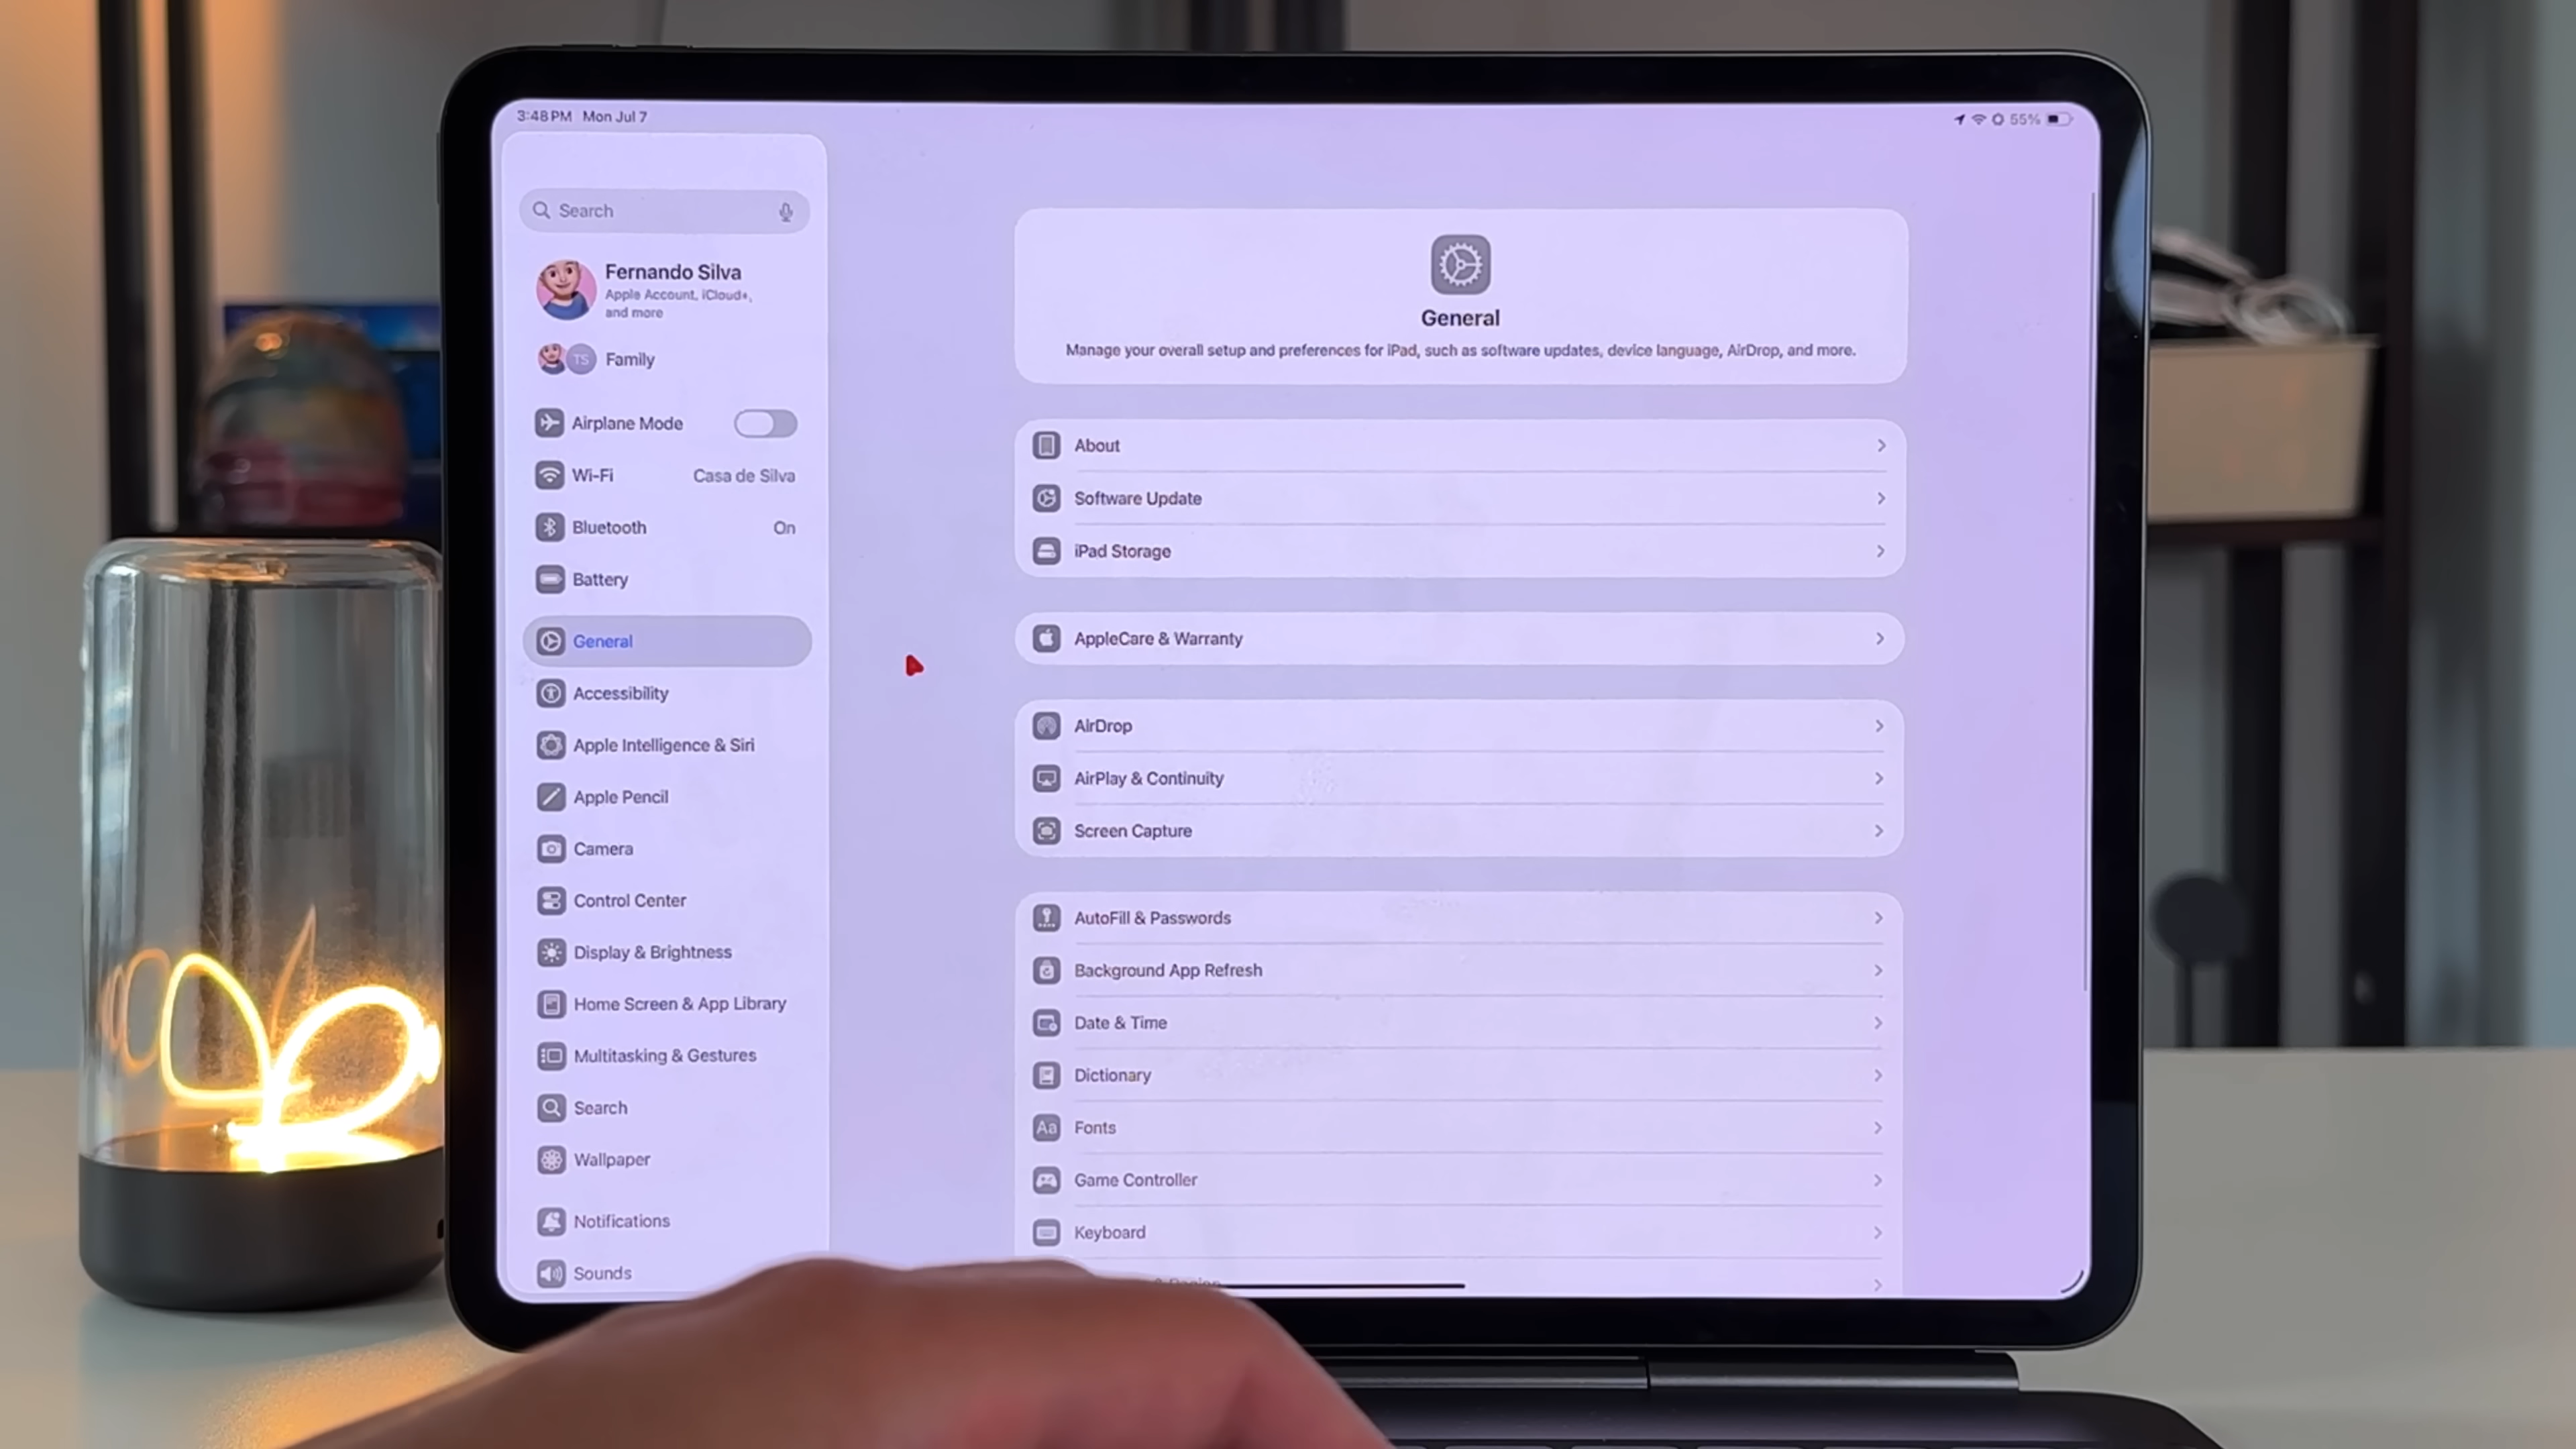 3:48 PM Mon Jul 7
55%
Search
Fernando Silva
Apple Account, iCloud+,
and more
TS
Family
Airplane Mode
Wi-Fi Casa de Silva
Bluetooth On
Battery
General
Accessibility
Apple Intelligence & Siri
Apple Pencil
Camera
Control Center
Display & Brightness
Home Screen & App Library
Multitasking & Gestures
Search
Wallpaper
Notifications
Sounds
General
Manage your overall setup and preferences for iPad, such as software updates, device language, AirDrop, and more.
About
Software Update
iPad Storage
AppleCare & Warranty
AirDrop
AirPlay & Continuity
Screen Capture
AutoFill & Passwords
Background App Refresh
Date & Time
Dictionary
Aa Fonts
Game Controller
Keyboard
& Region